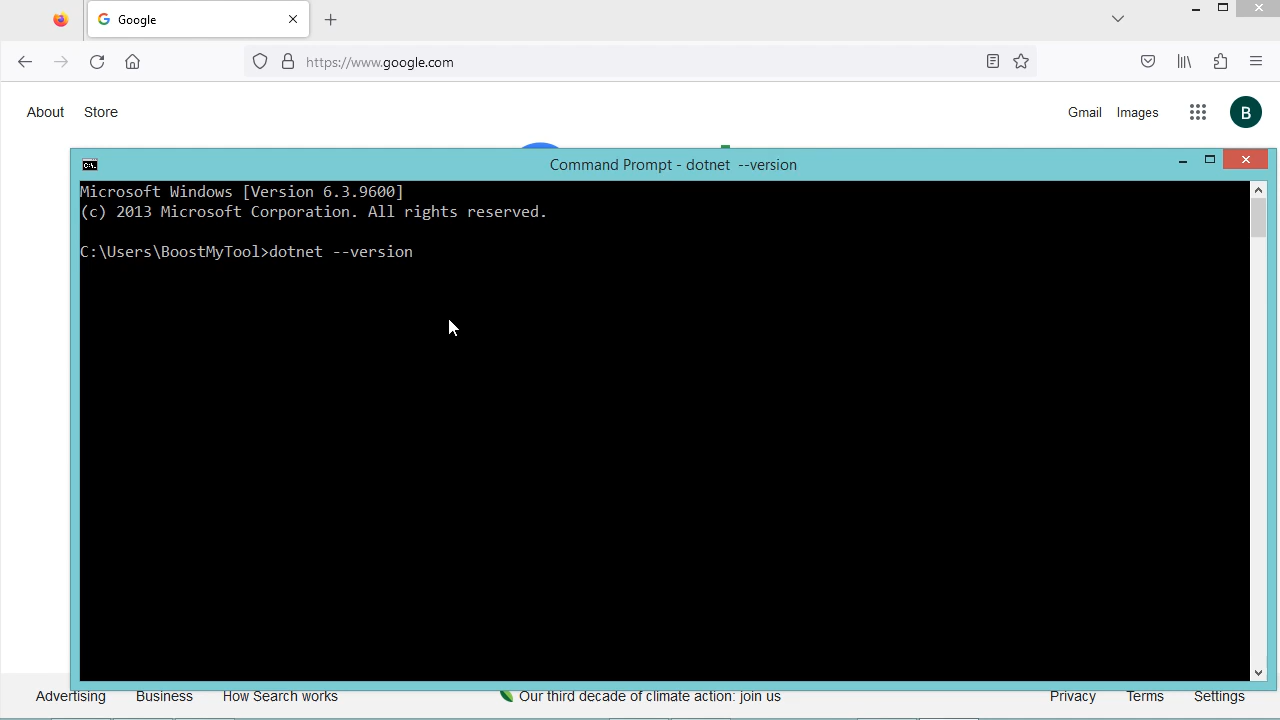 Google
https://www.google.com
About Store
Gmail Images
B
Command Prompt - dotnet --version
Microsoft Windows [Version 6.3.9600]
(c) 2013 Microsoft Corporation. All rights reserved.
C:\Users\BoostMyTool>dotnet --version
Advertising Business How Search works
Our third decade of climate action: join us
Privacy Terms Settings